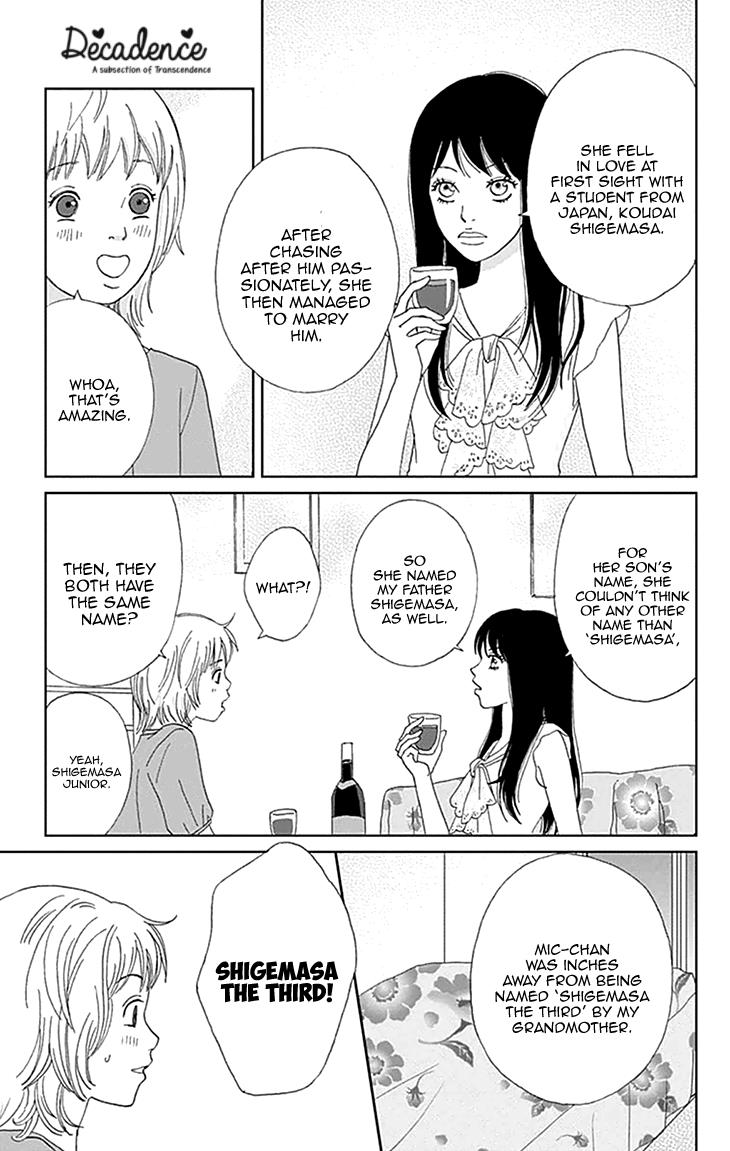 Decadence
A subsection of Transcendence
SHE FELL
IN LOVE AT
FIRST SIGHT WITH
A STUDENT FROM
JAPAN, KOUDAI
SHIGEMASA.
AFTER
CHASING
AFTER HIM PAS-
SIONATELY, SHE
THEN MANAGED
TO MARRY
HIM.
WHOA,
THAT'S
AMAZING.
FOR
HER SON'S
NAME, SHE
COULDN'T THINK
OF ANY OTHER
NAME THAN
'SHIGEMASA',
SO
SHE NAMED
MY FATHER
SHIGEMASA,
AS WELL.
WHAT?!
THEN, THEY
BOTH HAVE
THE SAME
NAME?
YEAH,
SHIGEMASA
JUNIOR.
MIC-CHAN
WAS INCHES
AWAY FROM BEING
NAMED 'SHIGEMASA
THE THIRD' BY MY
GRANDMOTHER.
SHIGEMASA
THE THIRD!